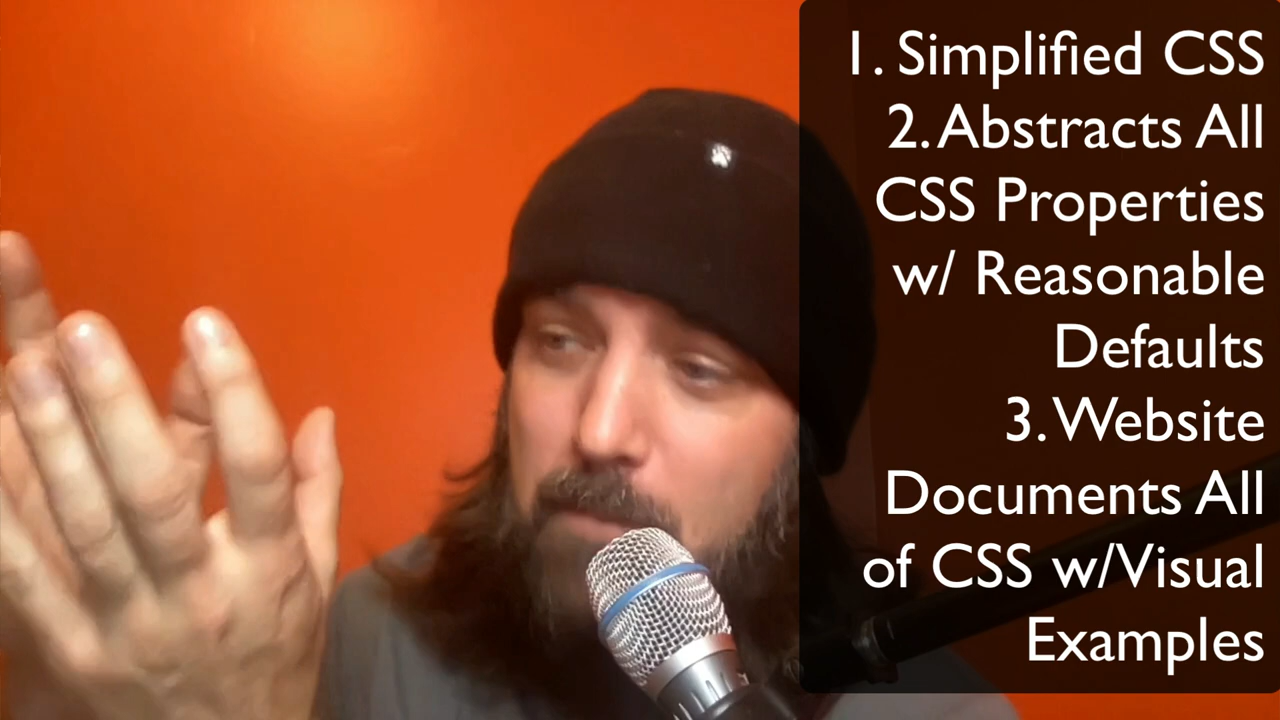 1. Simplified CSS
2. Abstracts All
CSS Properties
w/ Reasonable
Defaults
3. Website
Documents All
of CSS w/Visual
Examples